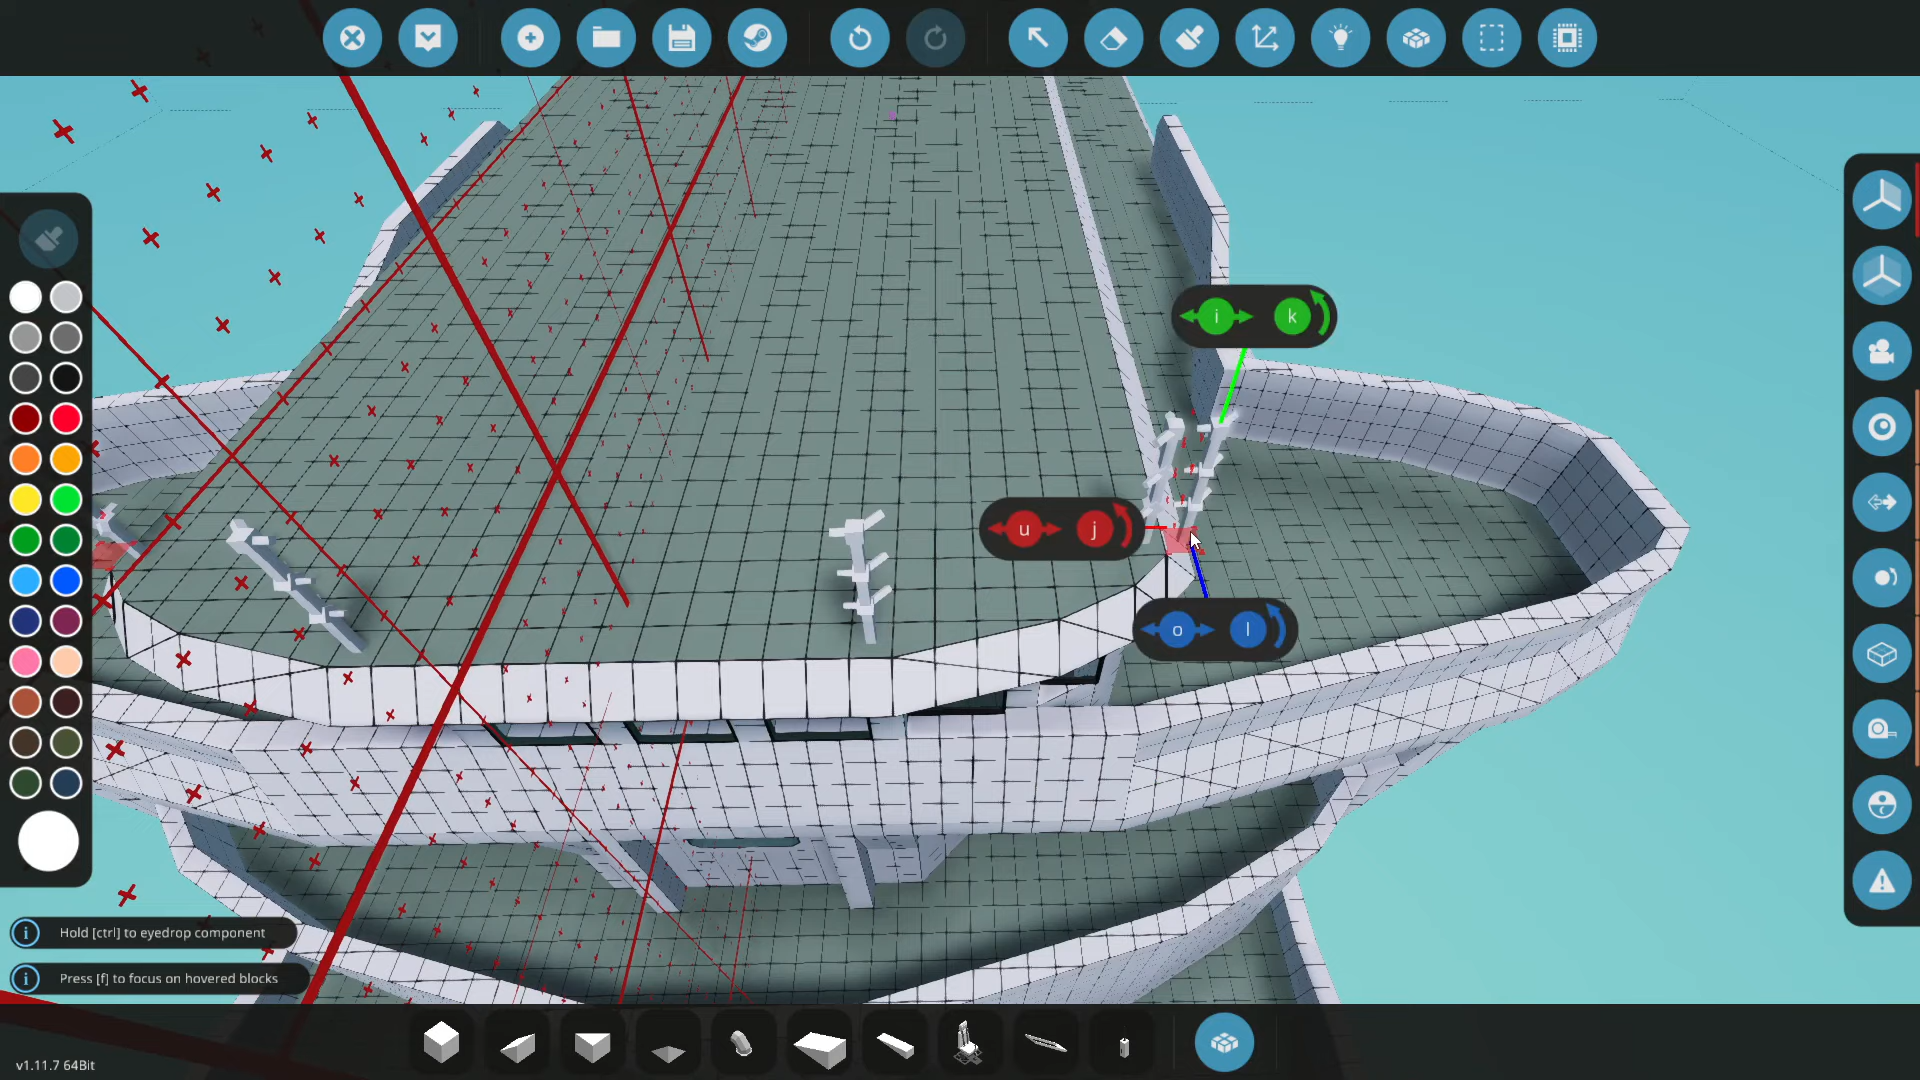 i k
u j
o l
i Hold [ctrl] to eyedrop component
i Press [f] to focus on hovered blocks
v1.11.7 64Bit